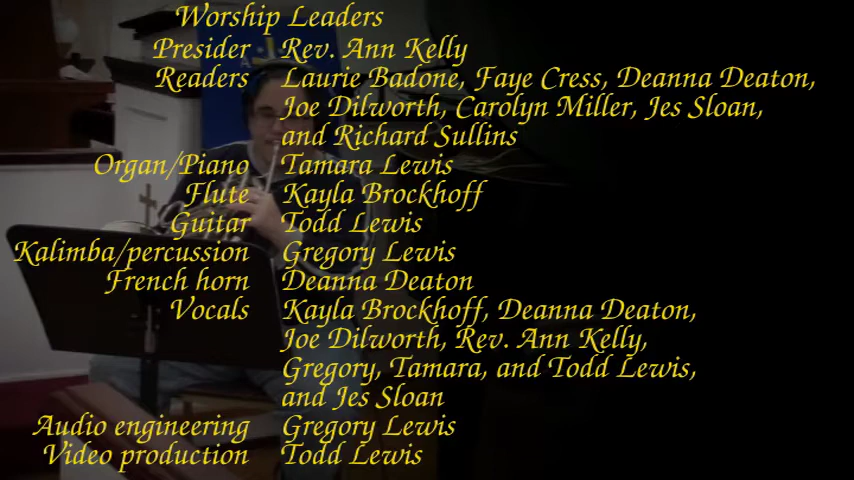 Worship Leaders
Presider Rev. Ann Kelly
Readers Laurie Badone, Faye Cress, Deanna Deaton,
Joe Dilworth, Carolyn Miller, Jes Sloan,
and Richard Sullins
Organ/Piano Tamara Lewis
Flute Kayla Brockhoff
Guitar Todd Lewis
Kalimba/percussion Gregory Lewis
French horn Deanna Deaton
Vocals Kayla Brockhoff, Deanna Deaton,
Joe Dilworth, Rev. Ann Kelly,
Gregory, Tamara, and Todd Lewis,
and Jes Sloan
Audio engineering Gregory Lewis
Video production Todd Lewis